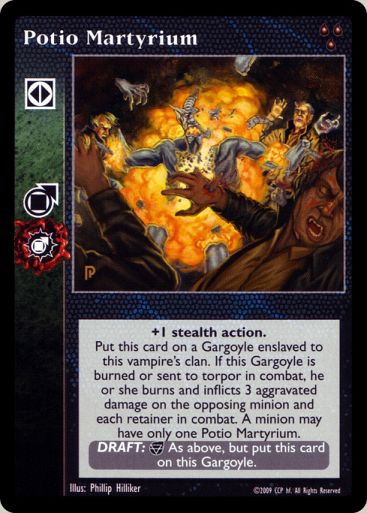 Potio Martyrium
+1 stealth action.
Put this card on a Gargoyle enslaved to
this vampire's clan. If this Gargoyle is
burned or sent to torpor in combat, he
or she burns and inflicts 3 aggravated
damage on the opposing minion and
each retainer in combat. A minion may
have only one Potio Martyrium.
DRAFT: As above, but put this card
on this Gargoyle.
Illus: Phillip Hilliker
©2009 CCP hf. All Rights Reserved